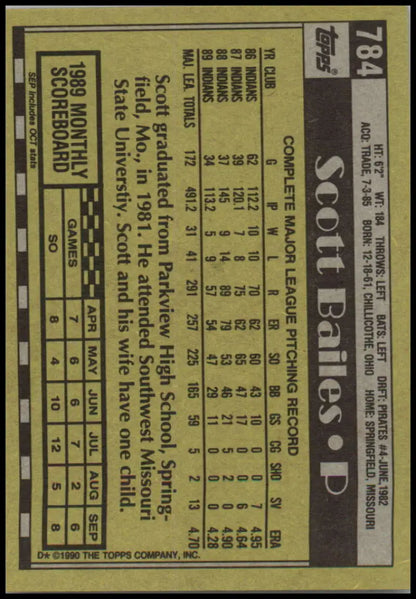 784
Topps®
Scott Bailes • P
HT: 6'2" WT: 184 THROWS: LEFT BATS: LEFT DRFT: PIRATES #4-JUNE, 1982
ACQ: TRADE, 7-3-85 BORN: 12-18-61, CHILLICOTHE, OHIO HOME: SPRINGFIELD, MISSOURI
COMPLETE MAJOR LEAGUE PITCHING RECORD
YR CLUB G IP W L R ER SO BB GS CG SHO SV ERA
86 INDIANS 62 112.2 10 10 70 62 60 43 10 0 0 7 4.95
87 INDIANS 39 120.1 7 8 75 62 65 47 17 0 0 6 4.64
88 INDIANS 37 145 9 14 89 79 53 46 21 5 2 0 4.90
89 INDIANS 34 113.2 5 9 57 54 47 29 11 0 0 0 4.28
MAJ. LEA. TOTALS 172 491.2 31 41 291 257 225 165 59 5 2 13 4.70
Scott graduated from Parkview High School, Spring-
field, Mo., in 1981. He attended Southwest Missouri
State Universtiy. Scott and his wife have one child.
1989 MONTHLY
SCOREBOARD
SEP includes OCT stats
APR MAY JUN JUL AUG SEP
GAMES 7 6 6 7 2 6
SO 8 4 10 12 5 8
D* ©1990 THE TOPPS COMPANY, INC.